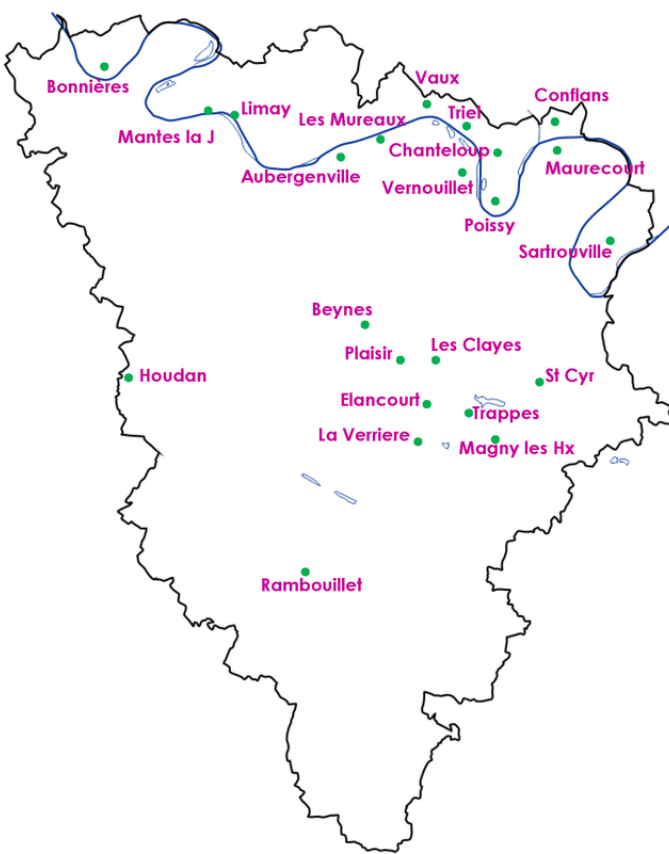 Vaux
Bonnières
Conflans
Limay
Triel
Les Mureaux
Mantes la J
Chanteloup
Maurecourt
Aubergenville
Vernouillet
Poissy
Sartrouville
Beynes
Plaisir
Les Clayes
Houdan
St Cyr
Elancourt
Trappes
La Verriere
Magny les Hx
Rambouillet